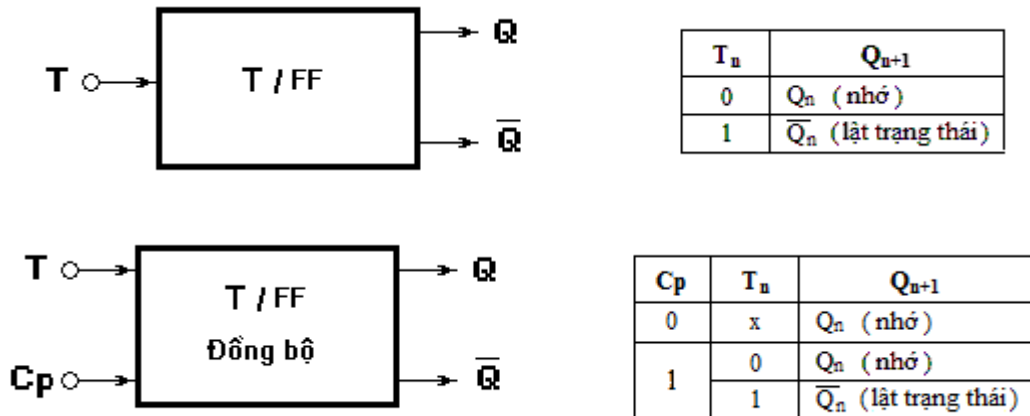 Q
T
T / FF
Q̅
Tₙ Qₙ₊₁
0 Qₙ ( nhớ )
1 Q̅ₙ (lật trạng thái)
T
T / FF
Đồng bộ
Q
Cp
Q̅
Cp Tₙ Qₙ₊₁
0 x Qₙ ( nhớ )
1 0 Qₙ ( nhớ )
1 Q̅ₙ (lật trạng thái)